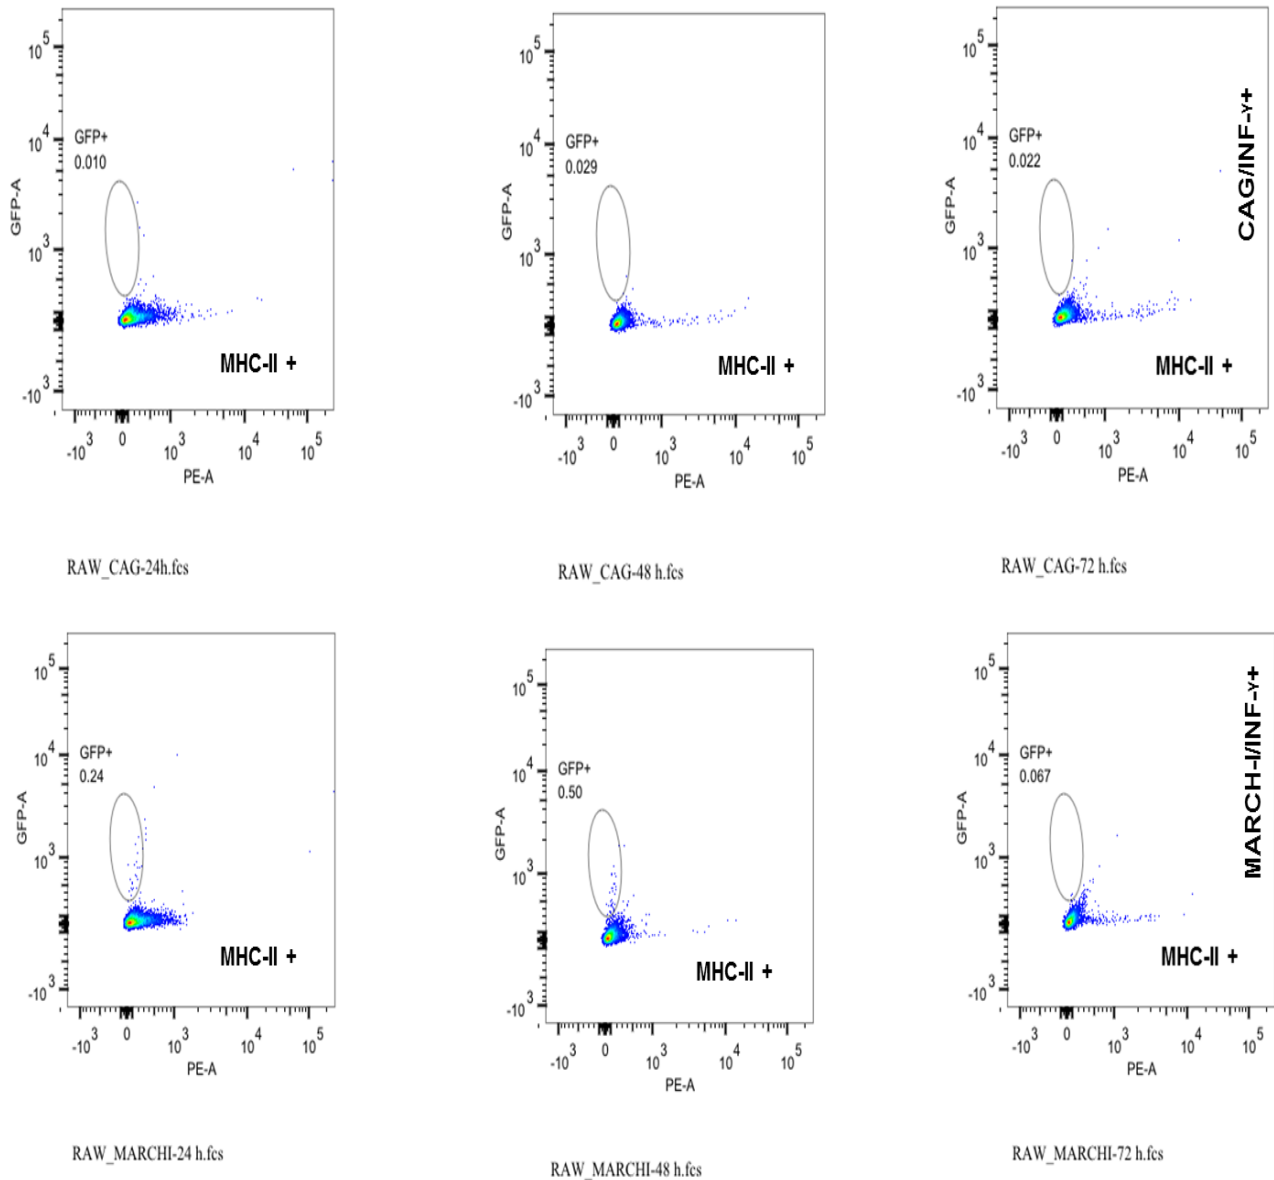 10^5
10^4
10^3
-10^3
GFP-A
GFP+
0.010
MHC-II +
-10^3 0 10^3 10^4 10^5
PE-A
RAW_CAG-24h.fcs
10^5
10^4
10^3
-10^3
GFP-A
GFP+
0.029
MHC-II +
-10^3 0 10^3 10^4 10^5
PE-A
RAW_CAG-48 h.fcs
10^5
10^4
10^3
-10^3
GFP-A
GFP+
0.022
CAG/INF-γ+
MHC-II +
-10^3 0 10^3 10^4 10^5
PE-A
RAW_CAG-72 h.fcs
10^5
10^4
10^3
-10^3
GFP-A
GFP+
0.24
MHC-II +
-10^3 0 10^3 10^4 10^5
PE-A
RAW_MARCHI-24 h.fcs
10^5
10^4
10^3
-10^3
GFP-A
GFP+
0.50
MHC-II +
-10^3 0 10^3 10^4 10^5
PE-A
RAW_MARCHI-48 h.fcs
10^5
10^4
10^3
-10^3
GFP-A
GFP+
0.067
MARCH-I/INF-γ+
MHC-II +
-10^3 0 10^3 10^4 10^5
PE-A
RAW_MARCHI-72 h.fcs